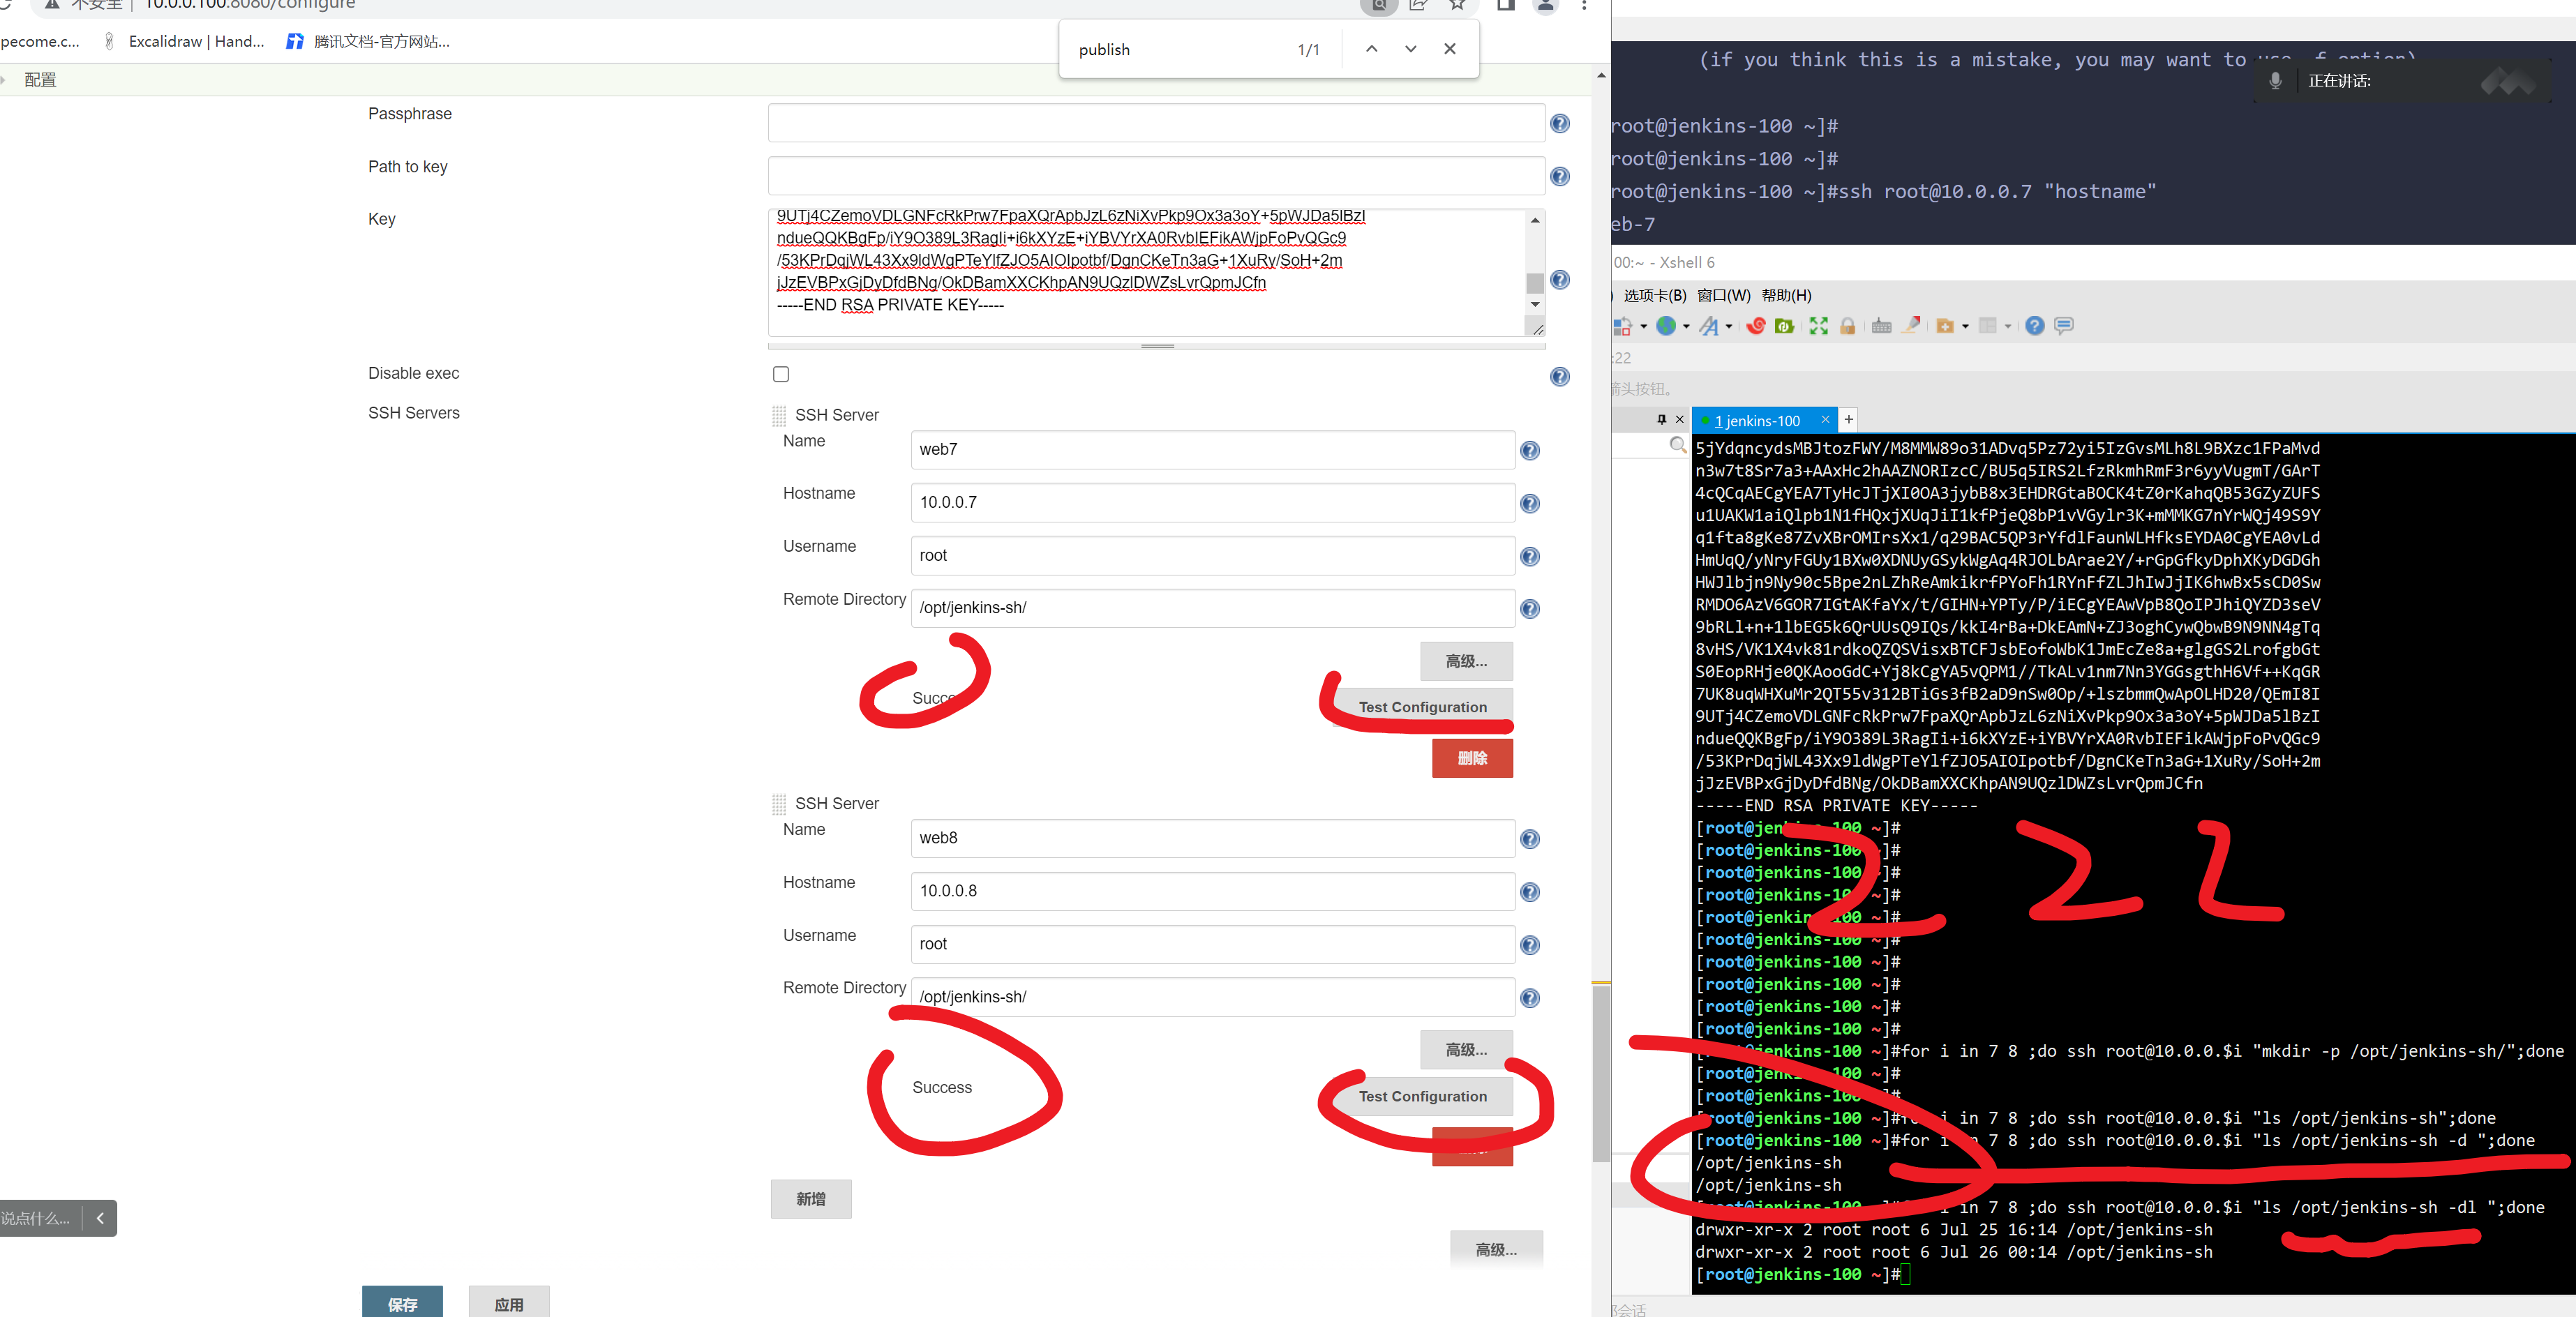 不安全 | 10.0.0.100:8080/configure
pecome.c...
Excalidraw | Hand...
腾讯文档-官方网站...
publish
1/1
配置
Passphrase
Path to key
Key
9UTj4CZemoVDLGNFcRkPrw7FpaXQrApbJzL6zNiXvPkp9Ox3a3oY+5pWJDa5lBzI
ndueQQKBgFp/iY9O389L3RagIi+i6kXYzE+iYBVYrXA0RvbIEFikAWjpFoPvQGc9
/53KPrDqjWL43Xx9ldWgPTeYlfZJO5AIOIpotbf/DgnCKeTn3aG+1XuRy/SoH+2m
jJzEVBPxGjDyDfdBNg/OkDBamXXCKhpAN9UQzlDWZsLvrQpmJCfn
-----END RSA PRIVATE KEY-----
Disable exec
SSH Servers
SSH Server
Name
web7
Hostname
10.0.0.7
Username
root
Remote Directory
/opt/jenkins-sh/
高级...
Test Configuration
删除
SSH Server
Name
web8
Hostname
10.0.0.8
Username
root
Remote Directory
/opt/jenkins-sh/
高级...
Success
Test Configuration
新增
高级...
说点什么...
保存
应用
(if you think this is a mistake, you may want to use -f option)
正在讲话:
root@jenkins-100 ~]#
root@jenkins-100 ~]#
root@jenkins-100 ~]#ssh root@10.0.0.7 "hostname"
eb-7
00:~ - Xshell 6
选项卡(B) 窗口(W) 帮助(H)
:22
箭头按钮。
1 jenkins-100
5jYdqncydsMBJtozFWY/M8MMW89o31ADvq5Pz72yi5IzGvsMLh8L9BXzc1FPaMvd
n3w7t8Sr7a3+AAxHc2hAAZNORIzcC/BU5q5IRS2LfzRkmhRmF3r6yyVugmT/GArT
4cQCqAECgYEA7TyHcJTjXI0OA3jybB8x3EHDRGtaBOCK4tZ0rKahqQB53GZyZUFS
u1UAKW1aiQlpb1N1fHQxjXUqJiI1kfPjeQ8bP1vVGylr3K+mMMKG7nYrWQj49S9Y
q1fta8gKe87ZvXBrOMIrsXx1/q29BAC5QP3rYfdlFaunWLHfksEYDA0CgYEA0vLd
HmUqQ/yNryFGUy1BXw0XDNUyGSykWgAq4RJOLbArae2Y/+rGpGfkyDphXKyDGDGh
HWJlbjn9Ny90c5Bpe2nLZhReAmkikrfPYoFh1RYnFfZLJhIwJjIK6hwBx5sCD0Sw
RMDO6AzV6GOR7IGtAKfaYx/t/GIHN+YPTy/P/iECgYEAwVpB8QoIPJhiQYZD3seV
9bRLl+n+1lbEG5k6QrUUsQ9IQs/kkI4rBa+DkEAmN+ZJ3oghCywQbwB9N9NN4gTq
8vHS/VK1X4vk81rdkoQZQSVisxBTCFJsbEofoWbK1JmEcZe8a+glgGS2LrofgbGt
S0EopRHje0QKAooGdC+Yj8kCgYA5vQPM1//TkALv1nm7Nn3YGGsgthH6Vf++KqGR
7UK8uqWHXuMr2QT55v312BTiGs3fB2aD9nSw0Op/+lszbmmQwApOLHD20/QEmI8I
9UTj4CZemoVDLGNFcRkPrw7FpaXQrApbJzL6zNiXvPkp9Ox3a3oY+5pWJDa5lBzI
ndueQQKBgFp/iY9O389L3RagIi+i6kXYzE+iYBVYrXA0RvbIEFikAWjpFoPvQGc9
/53KPrDqjWL43Xx9ldWgPTeYlfZJO5AIOIpotbf/DgnCKeTn3aG+1XuRy/SoH+2m
jJzEVBPxGjDyDfdBNg/OkDBamXXCKhpAN9UQzlDWZsLvrQpmJCfn
-----END RSA PRIVATE KEY-----
[root@jenkins-100 ~]#
[root@jenkins-100 ~]#
[root@jenkins-100 ~]#
[root@jenkins-100 ~]#
[root@jenkins-100 ~]#
[root@jenkins-100 ~]#
[root@jenkins-100 ~]#
[root@jenkins-100 ~]#
[root@jenkins-100 ~]#
[root@jenkins-100 ~]#
[root@jenkins-100 ~]#for i in 7 8 ;do ssh root@10.0.0.$i "mkdir -p /opt/jenkins-sh/";done
[root@jenkins-100 ~]#
[root@jenkins-100 ~]#
[root@jenkins-100 ~]#for i in 7 8 ;do ssh root@10.0.0.$i "ls /opt/jenkins-sh";done
[root@jenkins-100 ~]#for i in 7 8 ;do ssh root@10.0.0.$i "ls /opt/jenkins-sh -d ";done
/opt/jenkins-sh
/opt/jenkins-sh
[root@jenkins-100 ~]#for i in 7 8 ;do ssh root@10.0.0.$i "ls /opt/jenkins-sh -dl ";done
drwxr-xr-x 2 root root 6 Jul 25 16:14 /opt/jenkins-sh
drwxr-xr-x 2 root root 6 Jul 26 00:14 /opt/jenkins-sh
[root@jenkins-100 ~]#
2 2 2